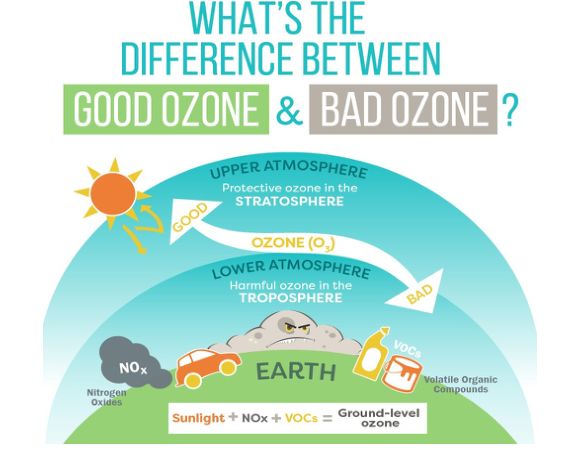 WHAT'S THE
DIFFERENCE BETWEEN
GOOD OZONE & BAD OZONE ?
UPPER ATMOSPHERE
Protective ozone in the
STRATOSPHERE
GOOD
OZONE (O₃)
BAD
LOWER ATMOSPHERE
Harmful ozone in the
TROPOSPHERE
NOx
Nitrogen
Oxides
EARTH
VOCs
Volatile Organic
Compounds
Sunlight + NOx + VOCs = Ground-level
ozone